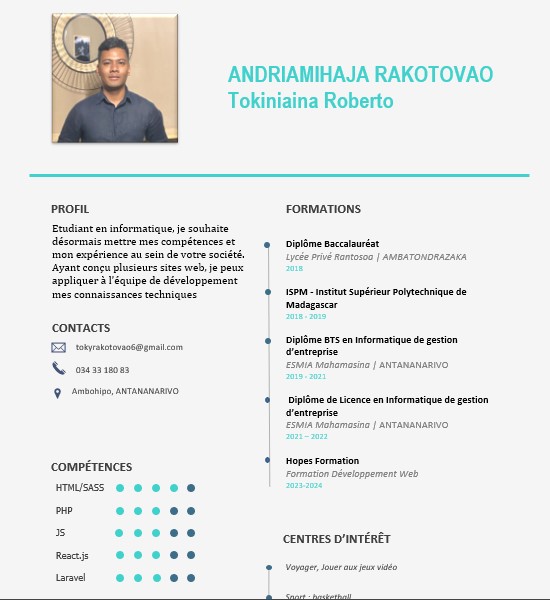 ANDRIAMIHAJA RAKOTOVAO
Tokiniaina Roberto
PROFIL
Etudiant en informatique, je souhaite
désormais mettre mes compétences et
mon expérience au sein de votre société.
Ayant conçu plusieurs sites web, je peux
appliquer à l'équipe de développement
mes connaissances techniques
CONTACTS
tokyrakotovao6@gmail.com
034 33 180 83
Ambohipo, ANTANANARIVO
COMPÉTENCES
HTML/SASS
PHP
JS
React.js
Laravel
FORMATIONS
Diplôme Baccalauréat
Lycée Privé Rantosoa | AMBATONDRAZAKA
2018
ISPM - Institut Supérieur Polytechnique de
Madagascar
2018 - 2019
Diplôme BTS en Informatique de gestion
d'entreprise
ESMIA Mahamasina | ANTANANARIVO
2019 - 2021
Diplôme de Licence en Informatique de gestion
d'entreprise
ESMIA Mahamasina | ANTANANARIVO
2021 – 2022
Hopes Formation
Formation Développement Web
2023-2024
CENTRES D'INTÉRÊT
Voyager, Jouer aux jeux vidéo
Sport : basketball